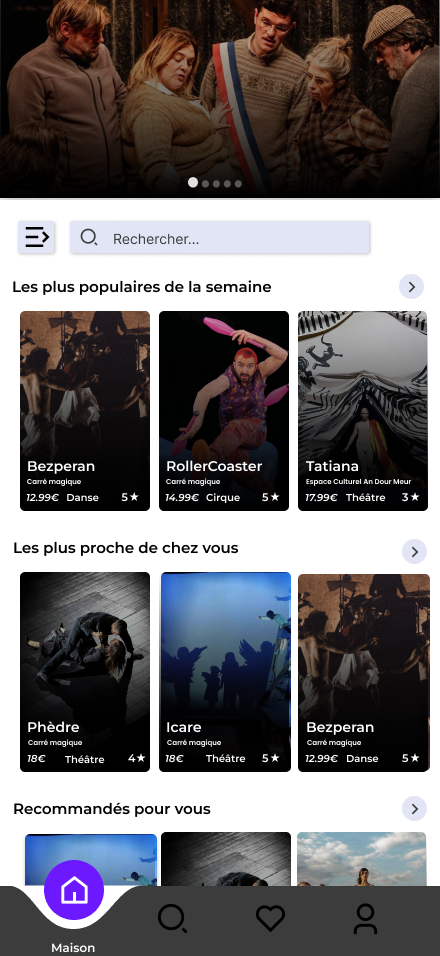 Rechercher...
Les plus populaires de la semaine
Bezperan
Carré magique
12.99€ Danse 5★
RollerCoaster
Carré magique
14.99€ Cirque 5★
Tatiana
Espace Culturel An Dour Meur
17.99€ Théâtre 3★
Les plus proche de chez vous
Phèdre
Carré magique
18€ Théâtre 4★
Icare
Carré magique
18€ Théâtre 5★
Bezperan
Carré magique
12.99€ Danse 5★
Recommandés pour vous
Maison